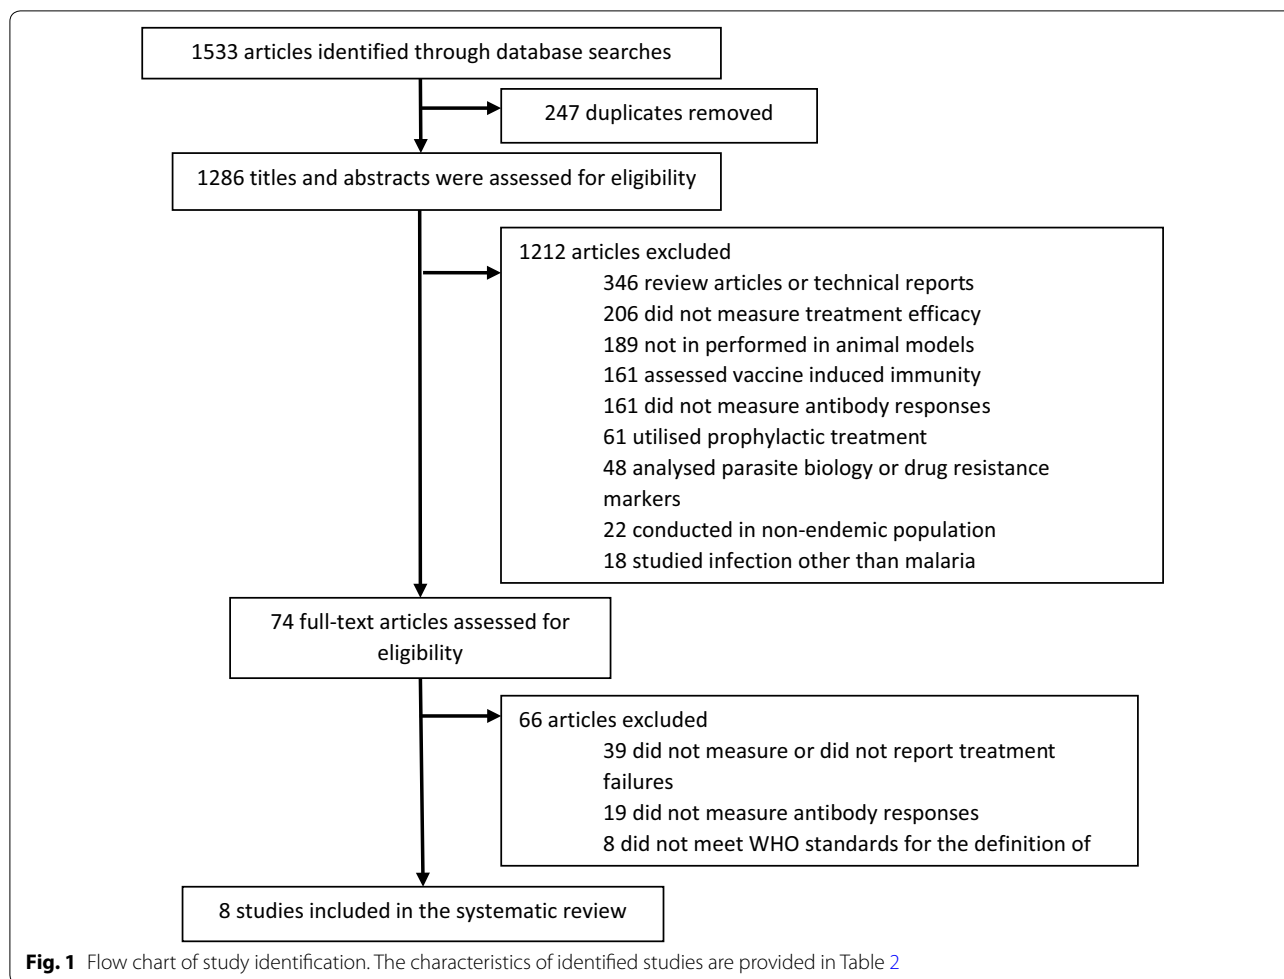 1533 articles identified through database searches
247 duplicates removed
1286 titles and abstracts were assessed for eligibility
1212 articles excluded
346 review articles or technical reports
206 did not measure treatment efficacy
189 not in performed in animal models
161 assessed vaccine induced immunity
161 did not measure antibody responses
61 utilised prophylactic treatment
48 analysed parasite biology or drug resistance
markers
22 conducted in non-endemic population
18 studied infection other than malaria
74 full-text articles assessed for
eligibility
66 articles excluded
39 did not measure or did not report treatment
failures
19 did not measure antibody responses
8 did not meet WHO standards for the definition of
8 studies included in the systematic review
Fig. 1 Flow chart of study identification. The characteristics of identified studies are provided in Table 2